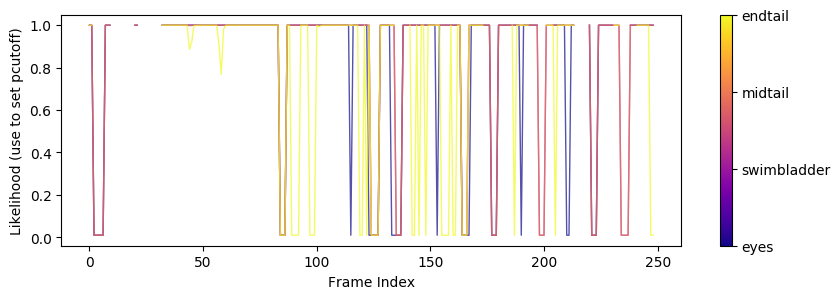 Likelihood (use to set pcutoff)
1.0
0.8
0.6
0.4
0.2
0.0
0
50
100
150
200
250
Frame Index
endtail
midtail
swimbladder
eyes